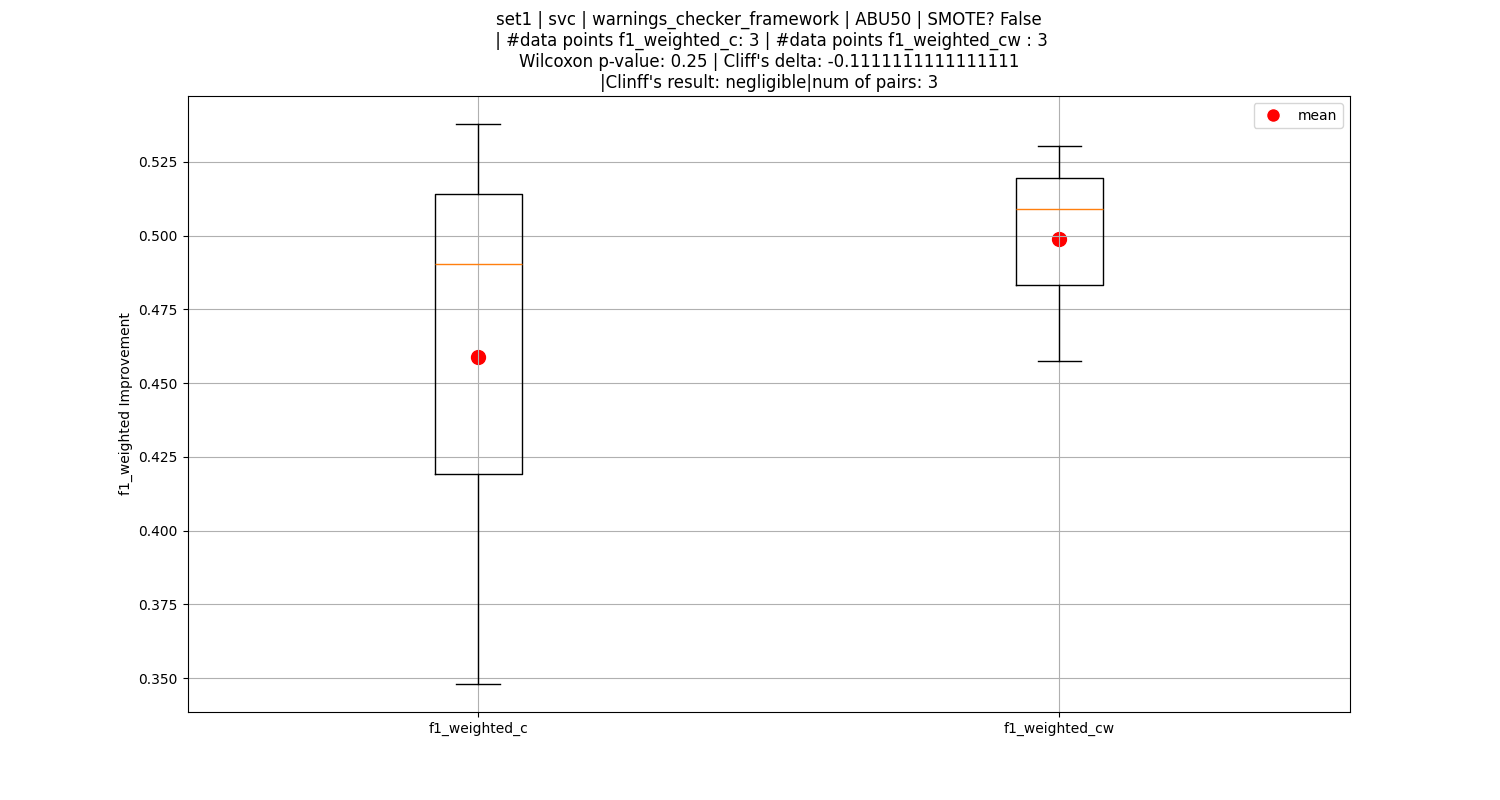 set1 | svc | warnings_checker_framework | ABU50 | SMOTE? False
| #data points f1_weighted_c: 3 | #data points f1_weighted_cw : 3
Wilcoxon p-value: 0.25 | Cliff's delta: -0.1111111111111111
|Clinff's result: negligible|num of pairs: 3
mean
f1_weighted Improvement
0.525
0.500
0.475
0.450
0.425
0.400
0.375
0.350
f1_weighted_c
f1_weighted_cw